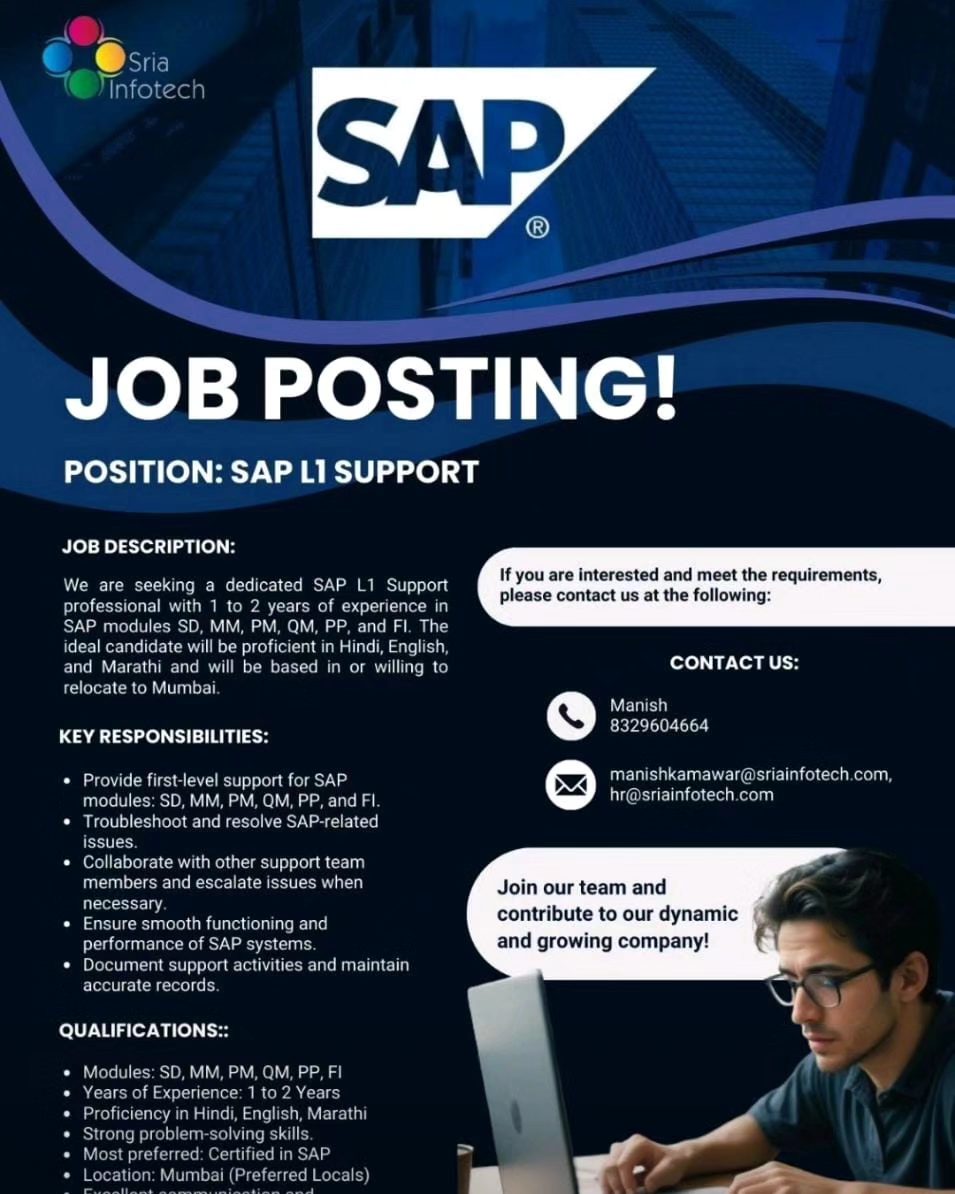 Sria
Infotech
SAP
®
JOB POSTING!
POSITION: SAP L1 SUPPORT
JOB DESCRIPTION:
We are seeking a dedicated SAP L1 Support
professional with 1 to 2 years of experience in
SAP modules SD, MM, PM, QM, PP, and FI. The
ideal candidate will be proficient in Hindi, English,
and Marathi and will be based in or willing to
relocate to Mumbai.
KEY RESPONSIBILITIES:
• Provide first-level support for SAP
modules: SD, MM, PM, QM, PP, and FI.
• Troubleshoot and resolve SAP-related
issues.
• Collaborate with other support team
members and escalate issues when
necessary.
• Ensure smooth functioning and
performance of SAP systems.
• Document support activities and maintain
accurate records.
QUALIFICATIONS::
• Modules: SD, MM, PM, QM, PP, FI
• Years of Experience: 1 to 2 Years
• Proficiency in Hindi, English, Marathi
• Strong problem-solving skills.
• Most preferred: Certified in SAP
• Location: Mumbai (Preferred Locals)
• Excellent communication and
If you are interested and meet the requirements,
please contact us at the following:
CONTACT US:
Manish
8329604664
manishkamawar@sriainfotech.com,
hr@sriainfotech.com
Join our team and
contribute to our dynamic
and growing company!